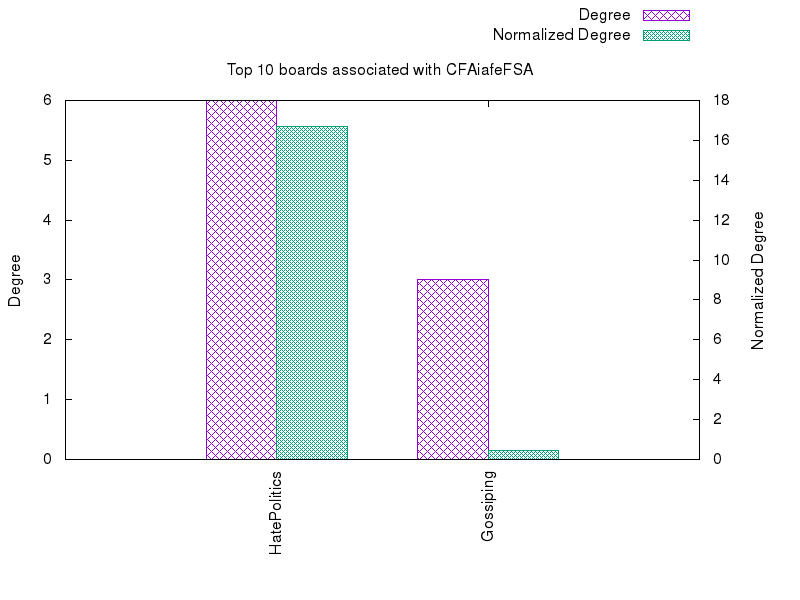 Degree
Normalized Degree
Top 10 boards associated with CFAiafeFSA
6
5
4
3
2
1
0
Degree
18
16
14
12
10
8
6
4
2
0
Normalized Degree
HatePolitics
Gossiping